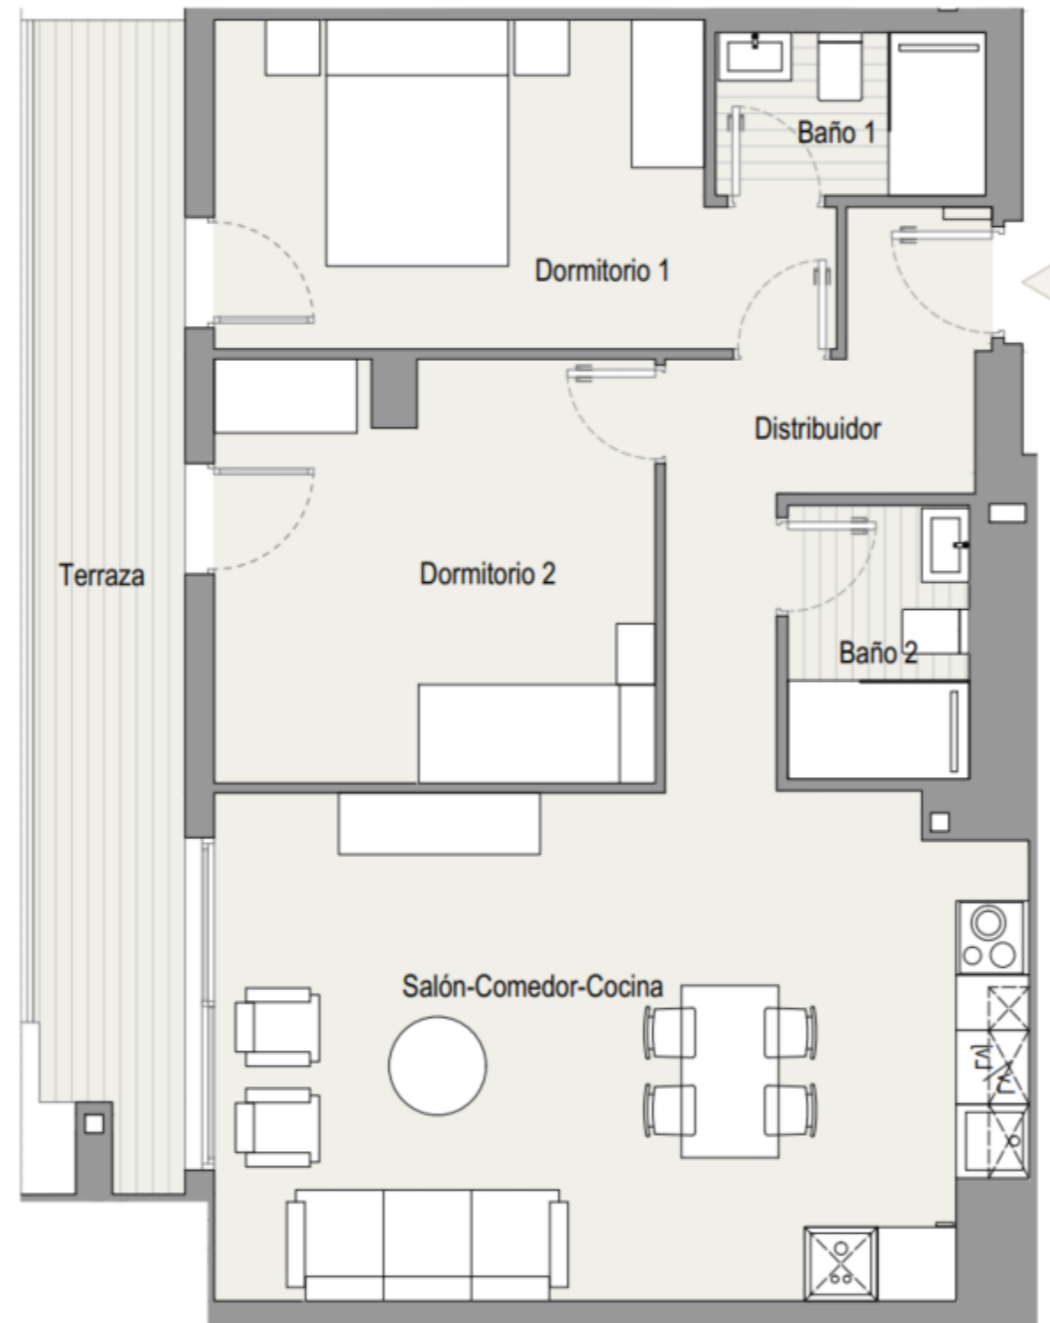 Baño 1
Dormitorio 1
Distribuidor
Terraza
Dormitorio 2
Baño 2
Salón-Comedor-Cocina